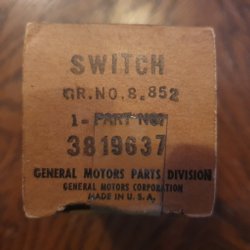 SWITCH
GR.NO.8.852
1-PART NO.
3819637
GENERAL MOTORS PARTS DIVISION
GENERAL MOTORS CORPORATION
MADE IN U.S.A.